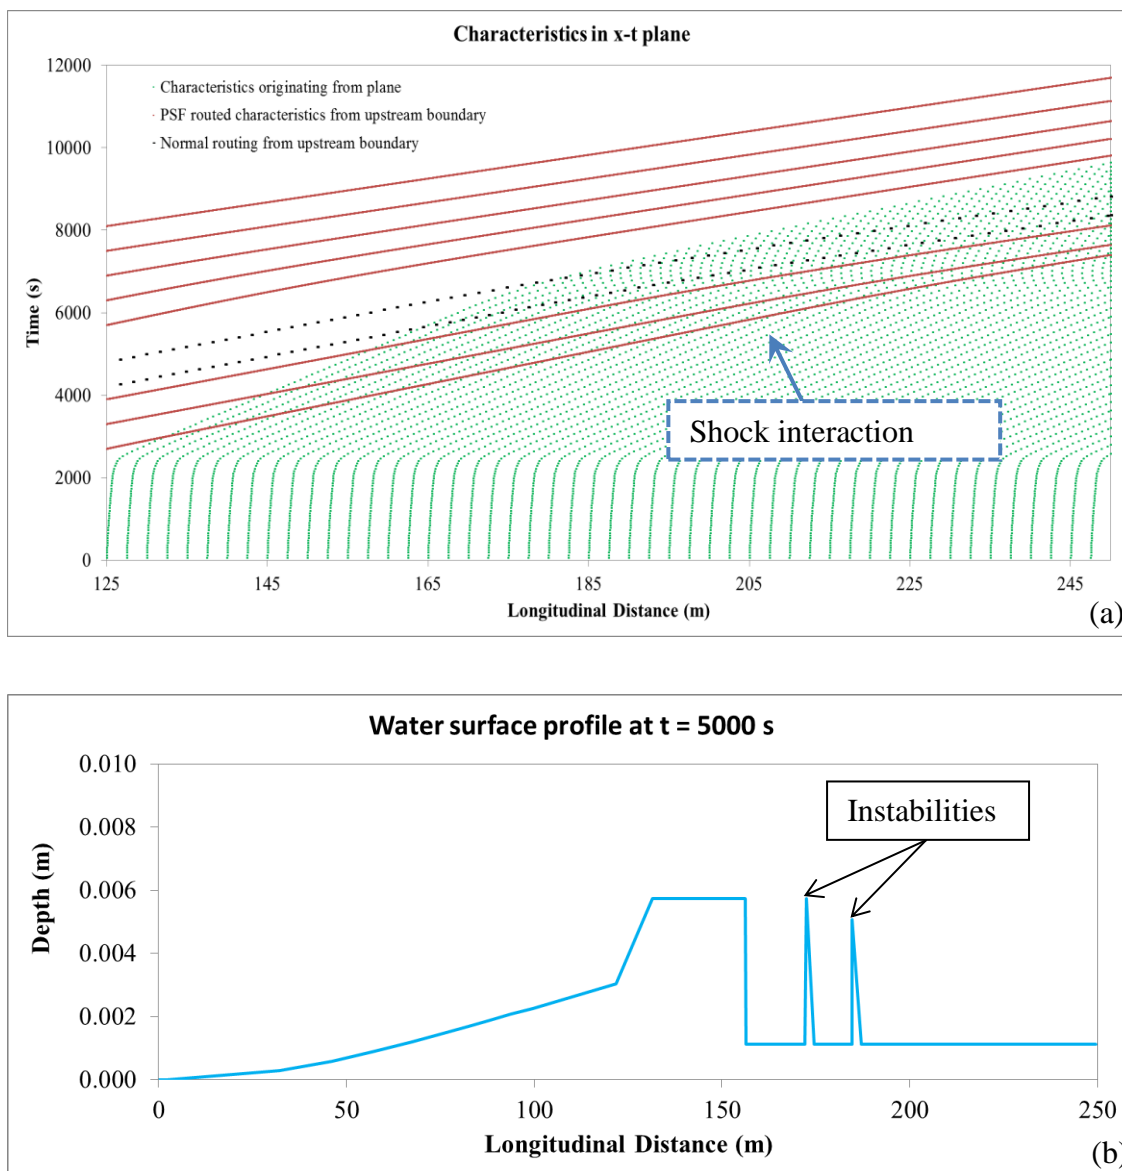 Characteristics in x-t plane
12000
10000
8000
6000
4000
2000
0
Time (s)
· Characteristics originating from plane
· PSF routed characteristics from upstream boundary
- Normal routing from upstream boundary
Shock interaction
125 145 165 185 205 225 245
Longitudinal Distance (m)
(a)
Water surface profile at t = 5000 s
0.010
0.008
0.006
0.004
0.002
0.000
Depth (m)
Instabilities
0 50 100 150 200 250
Longitudinal Distance (m)
(b)